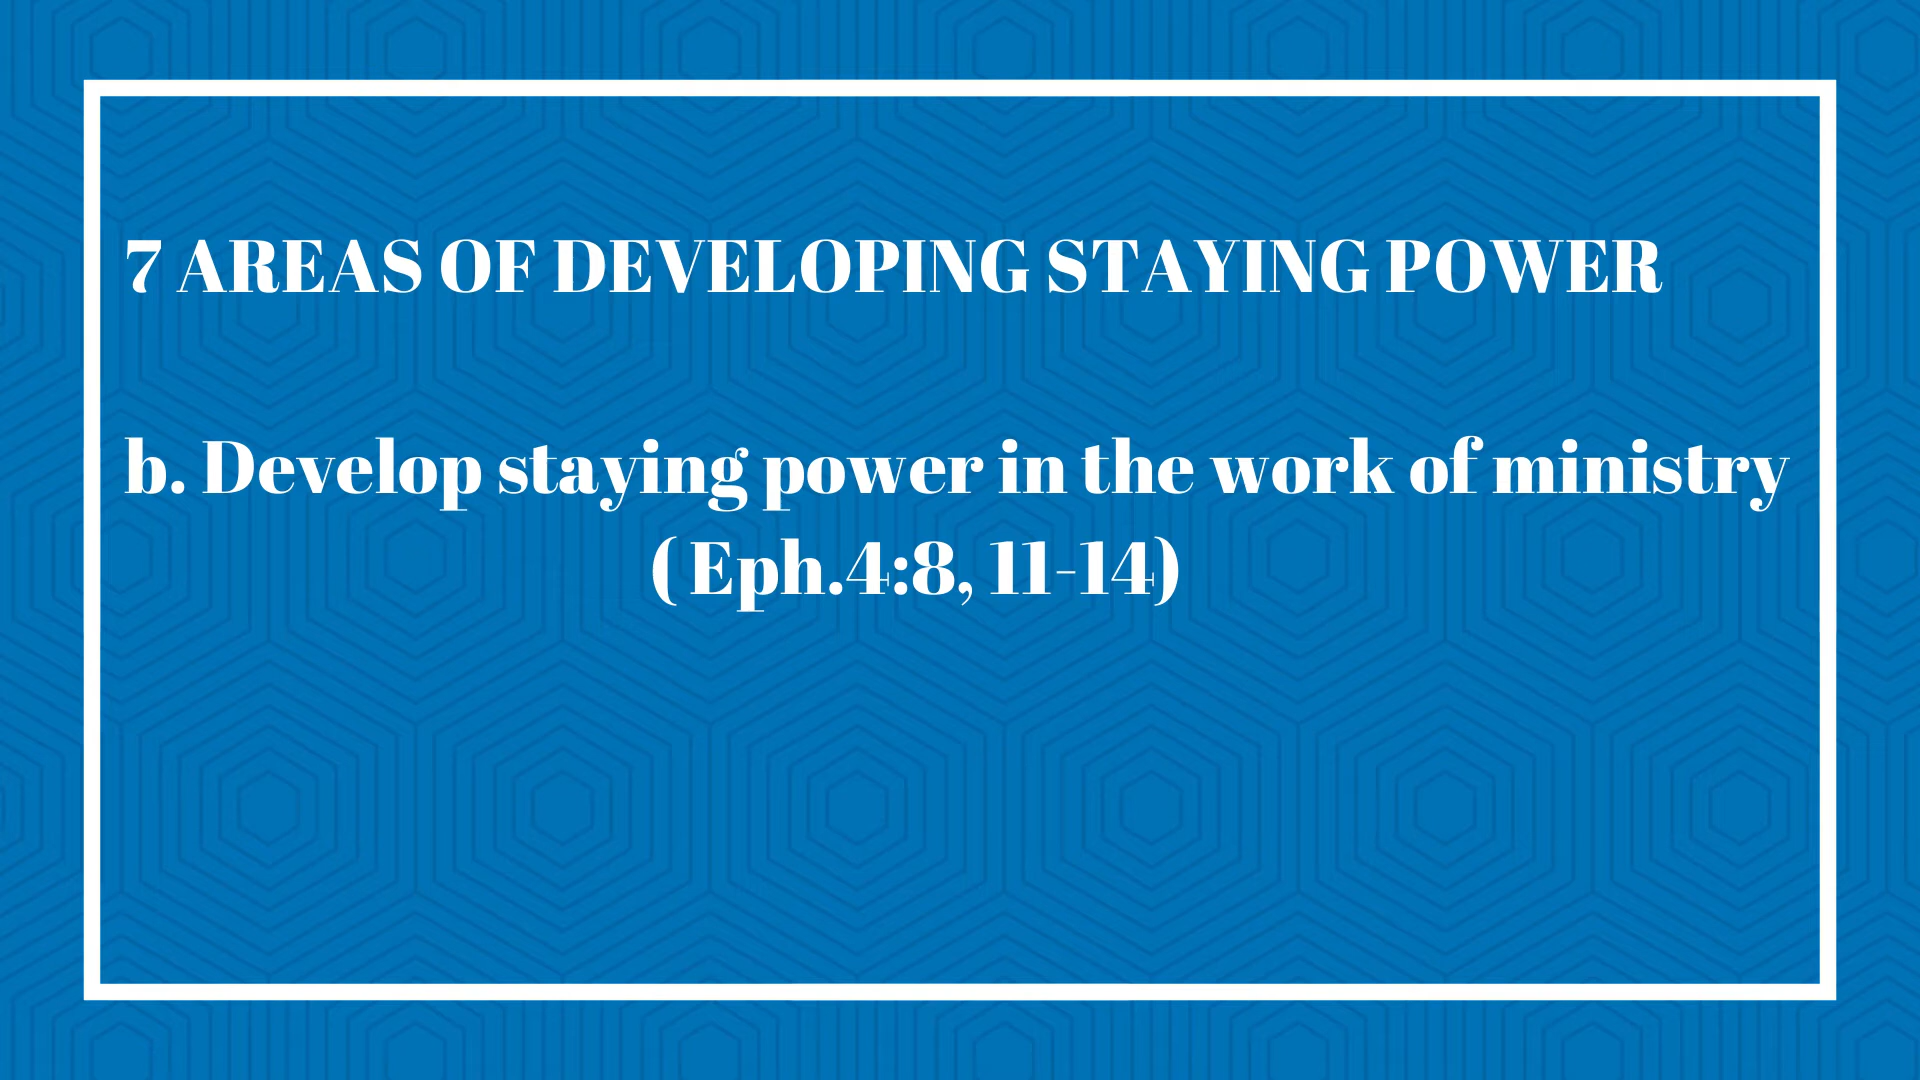 7 AREAS OF DEVELOPING STAYING POWER
b. Develop staying power in the work of ministry
( Eph.4:8, 11-14)